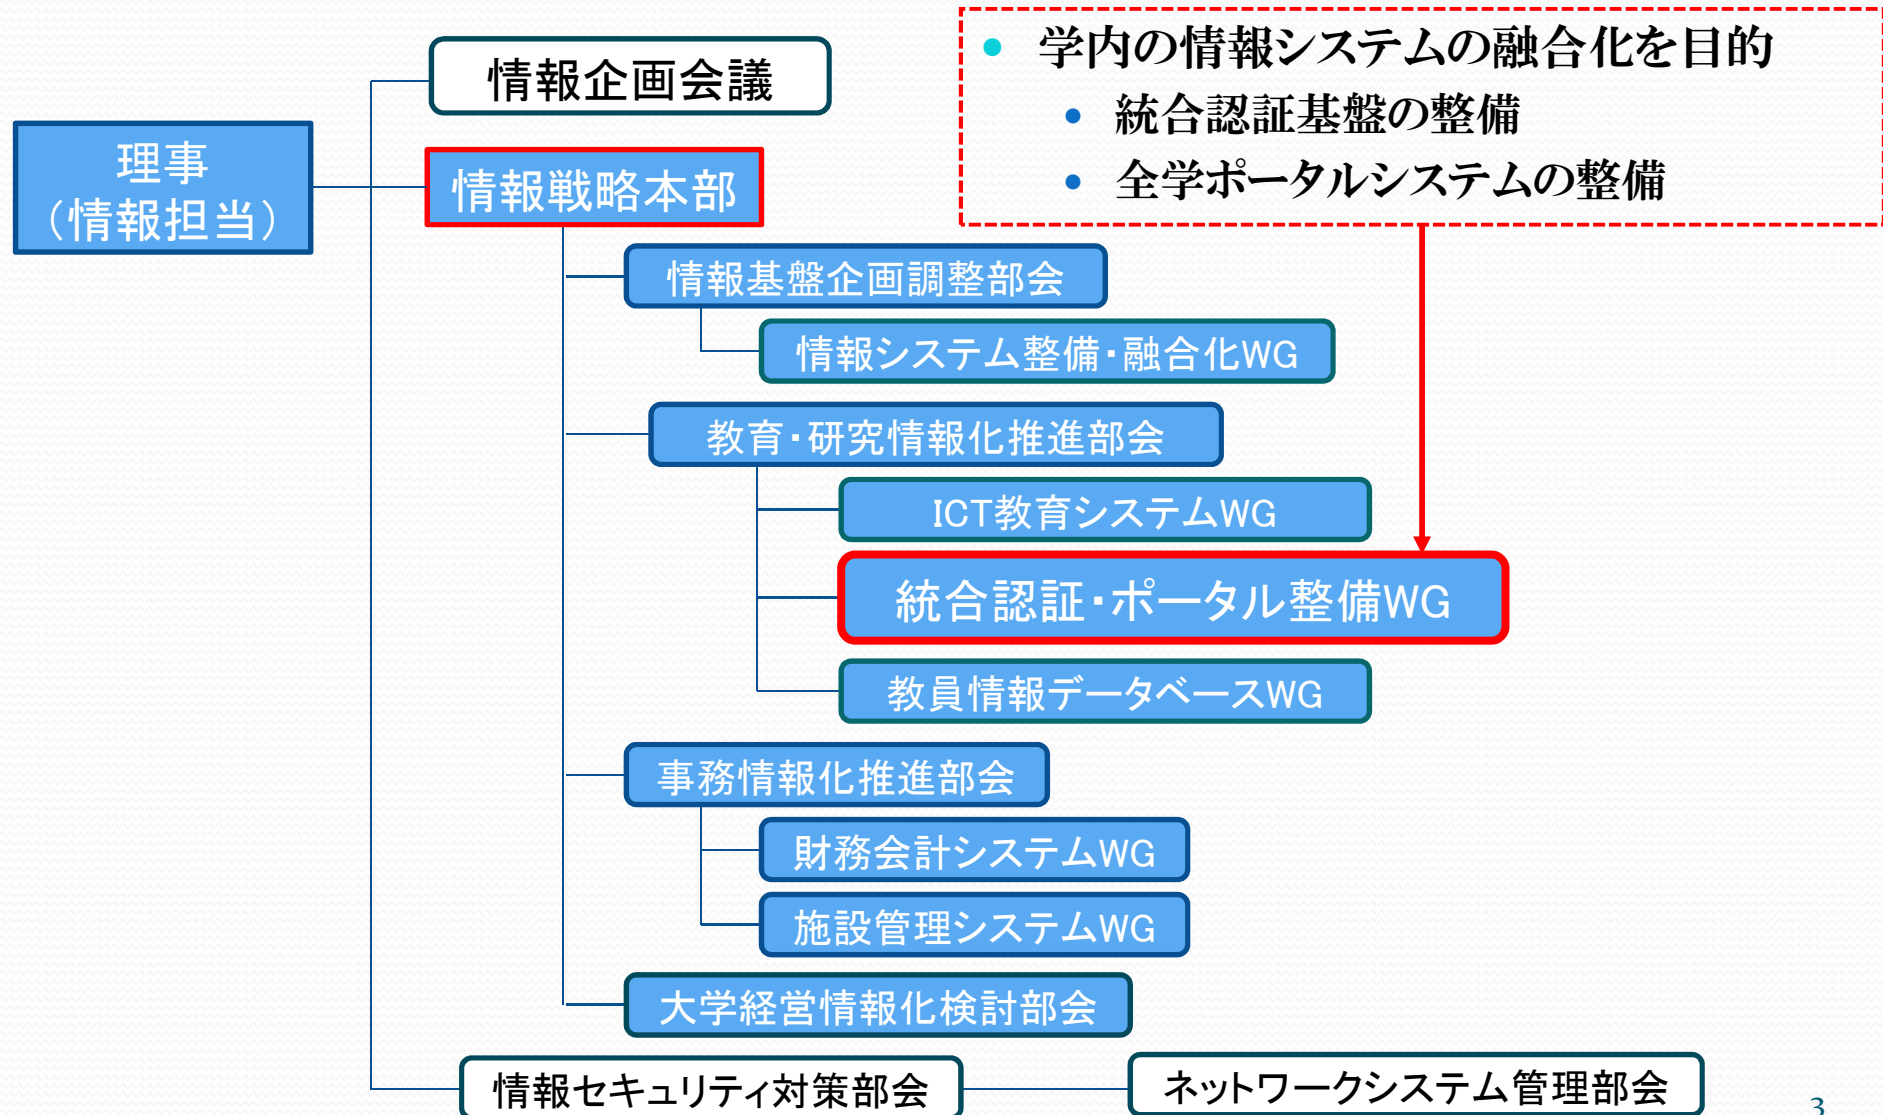 学内の情報システムの融合化を目的
統合認証基盤の整備
全学ポータルシステムの整備
情報企画会議
理事
（情報担当）
情報戦略本部
情報基盤企画調整部会
情報システム整備・融合化WG
教育・研究情報化推進部会
ICT教育システムWG
統合認証・ポータル整備WG
教員情報データベースWG
事務情報化推進部会
財務会計システムWG
施設管理システムWG
大学経営情報化検討部会
情報セキュリティ対策部会
ネットワークシステム管理部会
3